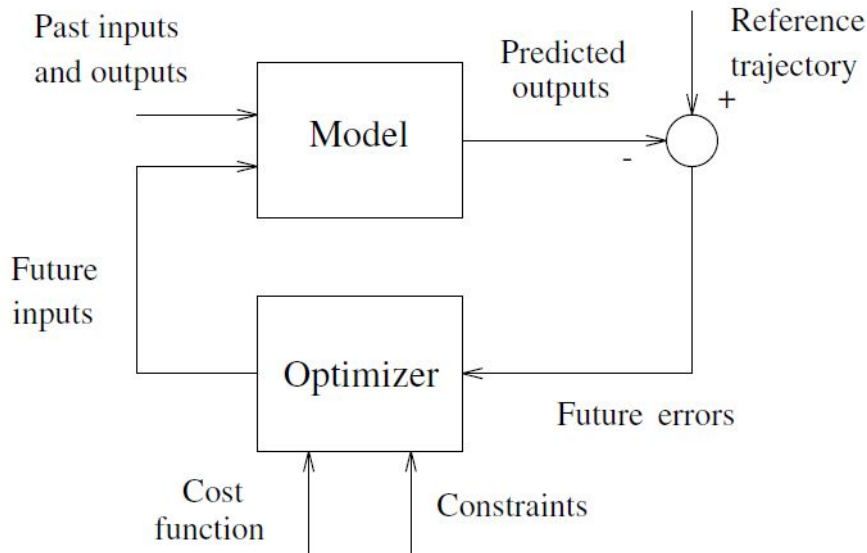 Past inputs
and outputs
Model
Predicted
outputs
Reference
trajectory
+
-
Future
inputs
Optimizer
Future errors
Cost
function
Constraints